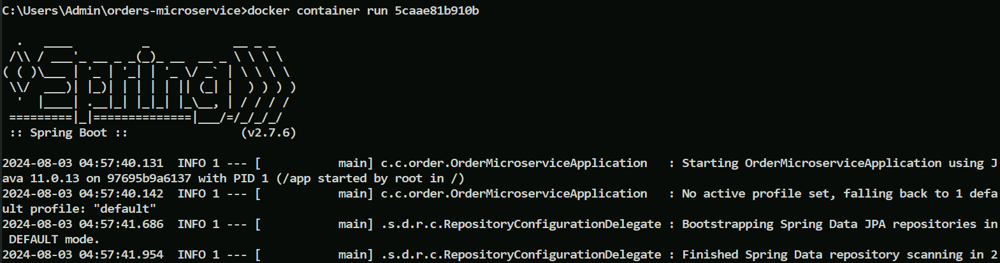 C:\Users\Admin\orders-microservice>docker container run 5caae81b910b
  .   ____          _            __ _ _
 /\\ / ___'_ __ _ _(_)_ __  __ _ \ \ \ \
( ( )\___ | '_ | '_| | '_ \/ _` | \ \ \ \
 \\/  ___)| |_)| | | | | || (_| |  ) ) ) )
  '  |____| .__|_| |_|_| |_\__, | / / / /
 =========|_|==============|___/=/_/_/_/
 :: Spring Boot ::                (v2.7.6)
2024-08-03 04:57:40.131  INFO 1 --- [           main] c.c.order.OrderMicroserviceApplication   : Starting OrderMicroserviceApplication using J
ava 11.0.13 on 97695b9a6137 with PID 1 (/app started by root in /)
2024-08-03 04:57:40.142  INFO 1 --- [           main] c.c.order.OrderMicroserviceApplication   : No active profile set, falling back to 1 defa
ult profile: "default"
2024-08-03 04:57:41.686  INFO 1 --- [           main] .s.d.r.c.RepositoryConfigurationDelegate : Bootstrapping Spring Data JPA repositories in
 DEFAULT mode.
2024-08-03 04:57:41.954  INFO 1 --- [           main] .s.d.r.c.RepositoryConfigurationDelegate : Finished Spring Data repository scanning in 2